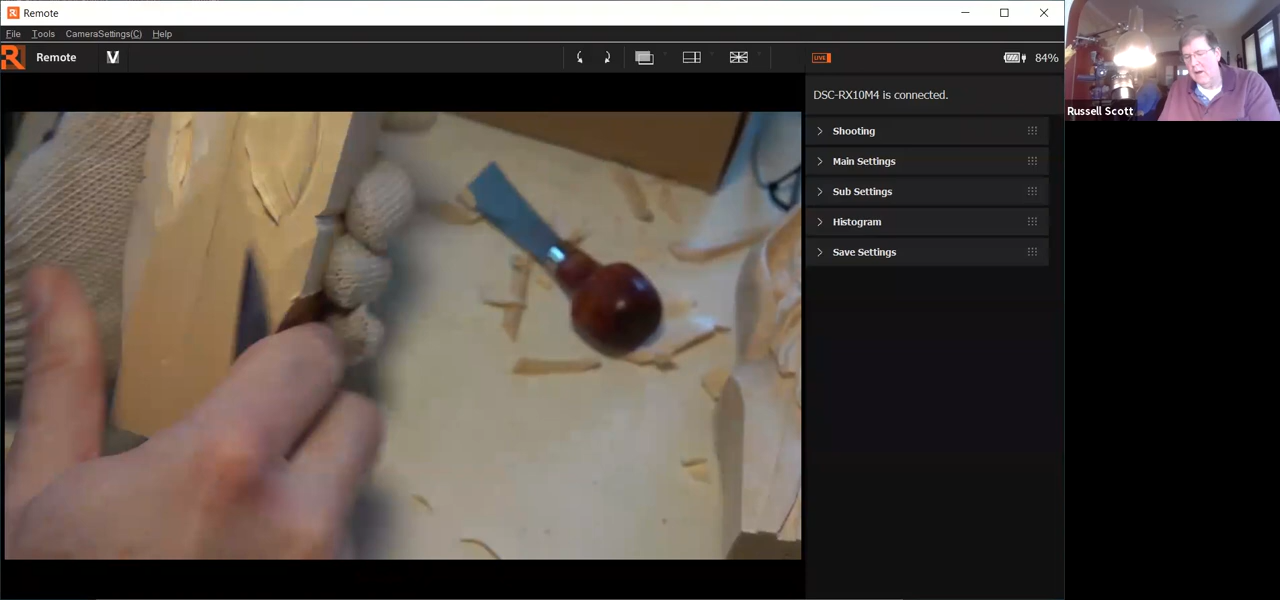 Remote
File Tools CameraSettings(C) Help
R Remote V
LIVE 84%
DSC-RX10M4 is connected.
Shooting
Main Settings
Sub Settings
Histogram
Save Settings
Russell Scott